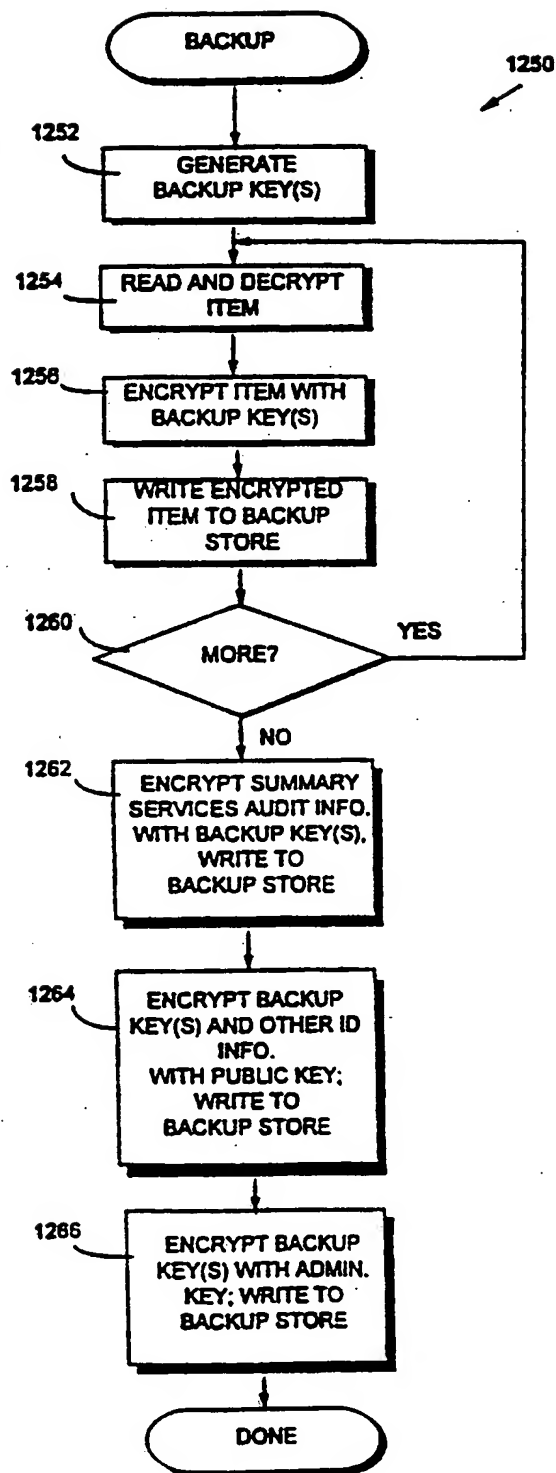 BACKUP
1250
1252
GENERATE
BACKUP KEY(S)
1254
READ AND DECRYPT
ITEM
1256
ENCRYPT ITEM WITH
BACKUP KEY(S)
1258
WRITE ENCRYPTED
ITEM TO BACKUP
STORE
1260
MORE?
YES
NO
1262
ENCRYPT SUMMARY
SERVICES AUDIT INFO.
WITH BACKUP KEY(S),
WRITE TO
BACKUP STORE
1264
ENCRYPT BACKUP
KEY(S) AND OTHER ID
INFO.
WITH PUBLIC KEY;
WRITE TO
BACKUP STORE
1266
ENCRYPT BACKUP
KEY(S) WITH ADMIN.
KEY; WRITE TO
BACKUP STORE
DONE